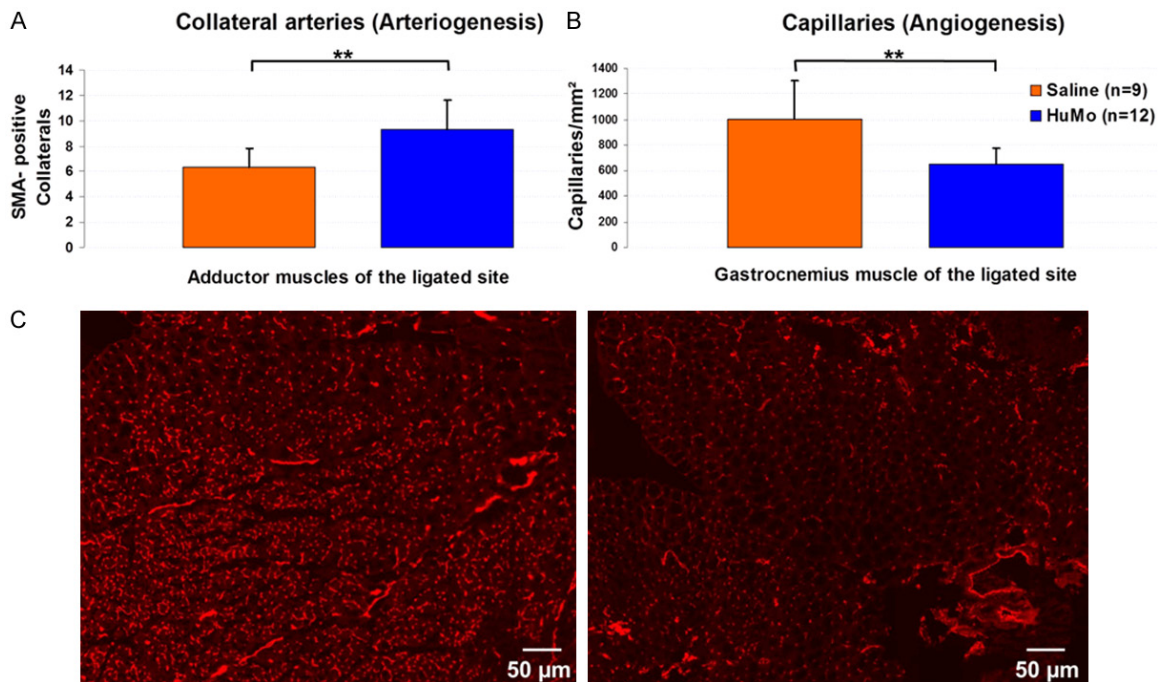 A
Collateral arteries (Arteriogenesis)
**
14
12
10
8
6
4
2
0
SMA- positive
Collaterals
Adductor muscles of the ligated site
B
Capillaries (Angiogenesis)
**
1400
1200
1000
800
600
400
200
0
Capillaries/mm²
Saline (n=9)
HuMo (n=12)
Gastrocnemius muscle of the ligated site
C
50 µm
50 µm